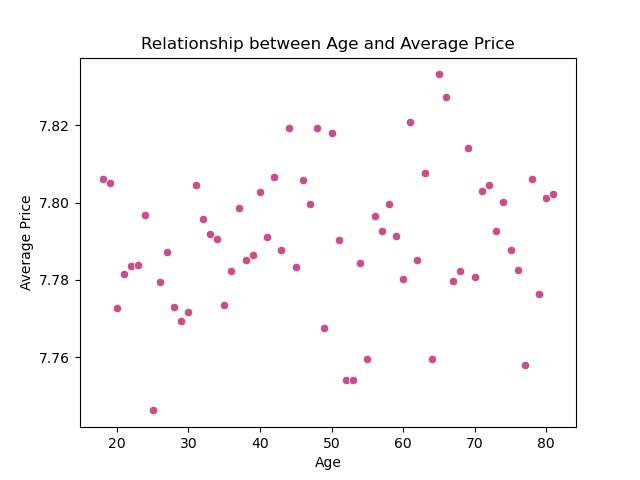 Relationship between Age and Average Price
Average Price
7.82
7.80
7.78
7.76
20 30 40 50 60 70 80
Age